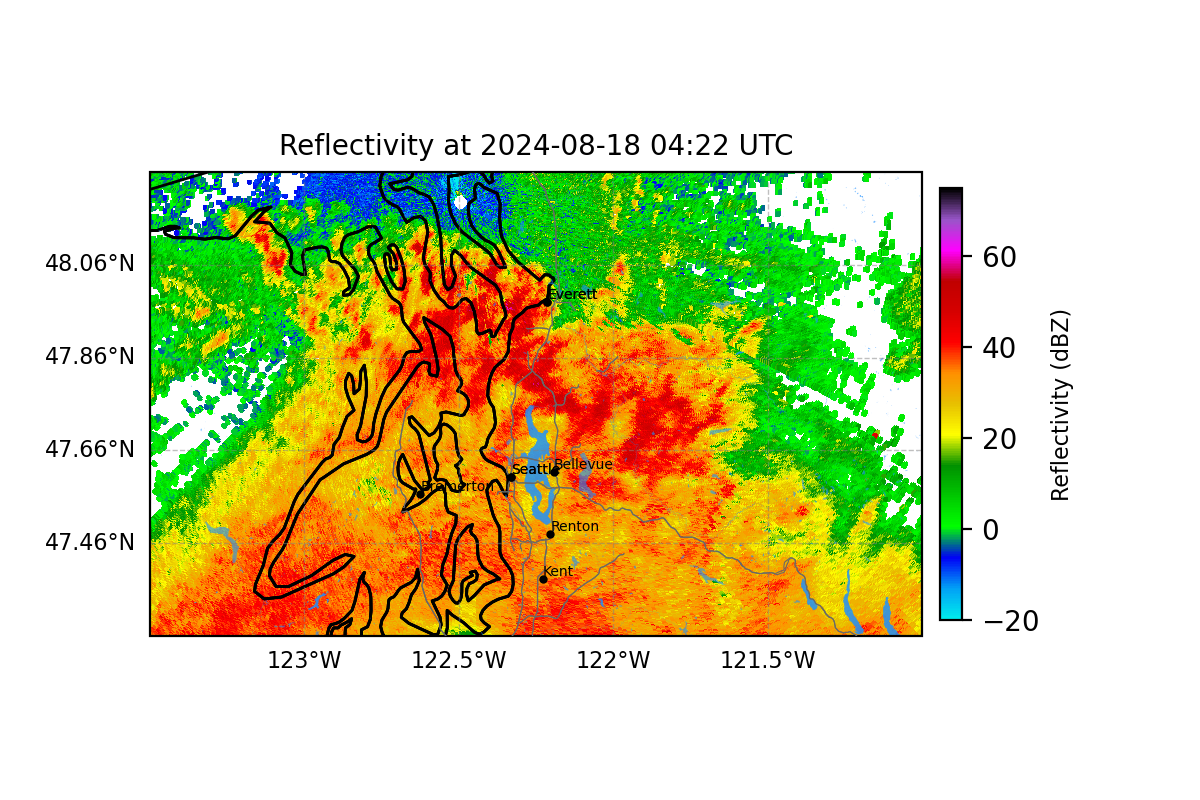 Reflectivity at 2024-08-18 04:22 UTC
48.06°N
47.86°N
47.66°N
47.46°N
Everett
Seattle
Bellevue
Bremerton
Renton
Kent
123°W
122.5°W
122°W
121.5°W
60
40
20
0
−20
Reflectivity (dBZ)